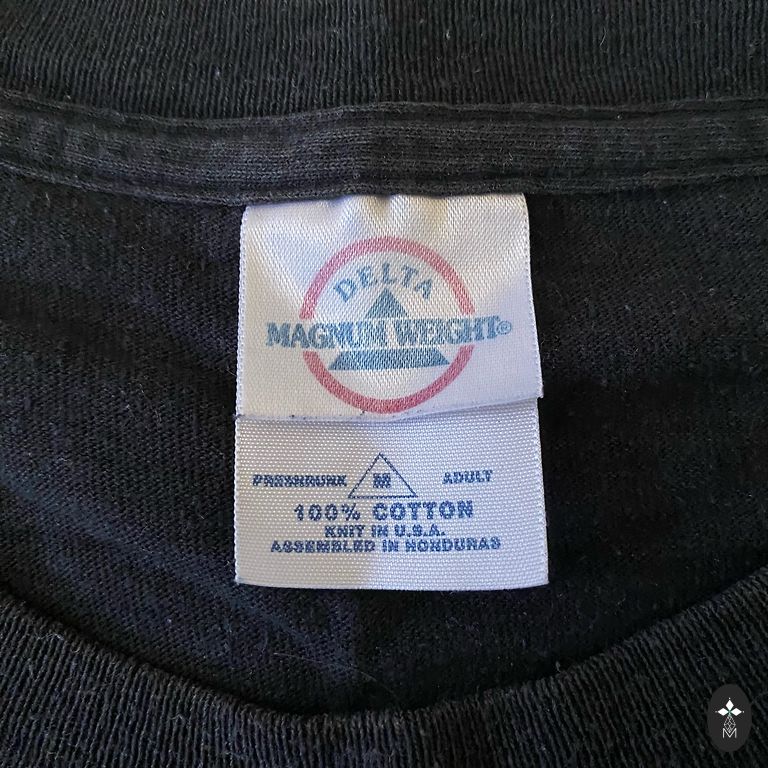 DELTA
MAGNUM WEIGHT®
PRESHRUNK M ADULT
100% COTTON
KNIT IN U.S.A.
ASSEMBLED IN HONDURAS
M